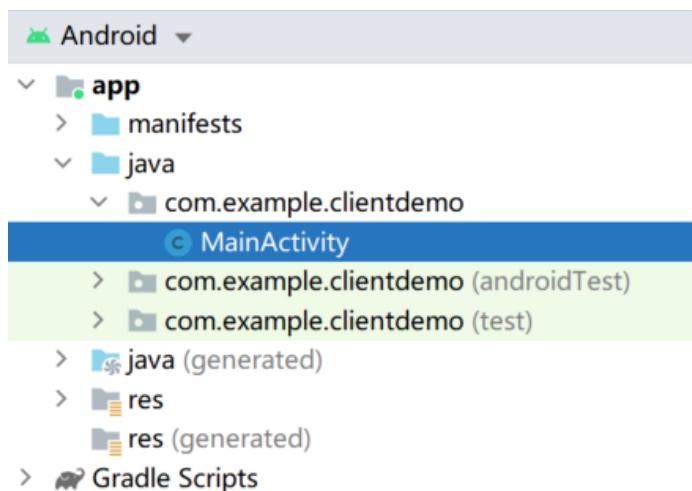 Android
app
manifests
java
com.example.clientdemo
C MainActivity
com.example.clientdemo (androidTest)
com.example.clientdemo (test)
java (generated)
res
res (generated)
Gradle Scripts